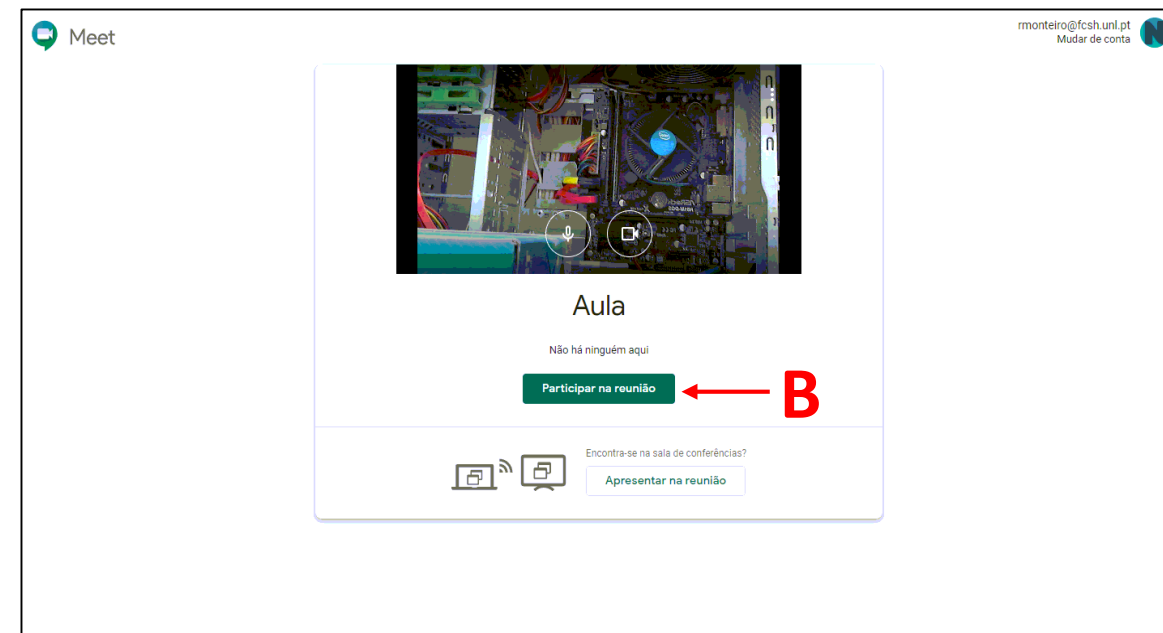 Meet
rmonteiro@fcsh.unl.pt
Mudar de conta
N
Aula
Não há ninguém aqui
Participar na reunião
B
Encontra-se na sala de conferências?
Apresentar na reunião